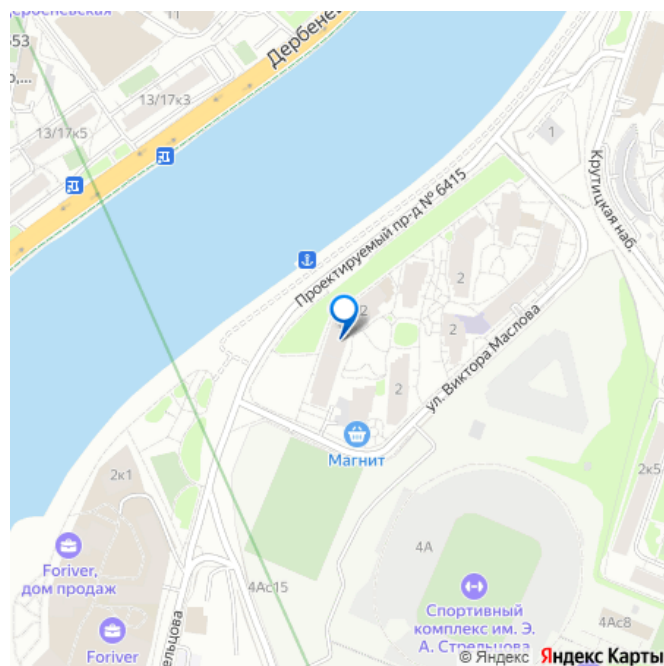 53
13/17к3
13/17к5
Дербене
1
Крутицкая наб.
Проектируемый пр-д № 6415
2
2
2
ул. Виктора Маслова
2
Магнит
2к1
2к5
4А
Foriver,
дом продаж
4Ас15
Спортивный
комплекс им. Э.
А. Стрельцова
4Ас8
Foriver
ельцова
© Яндекс Яндекс Карты